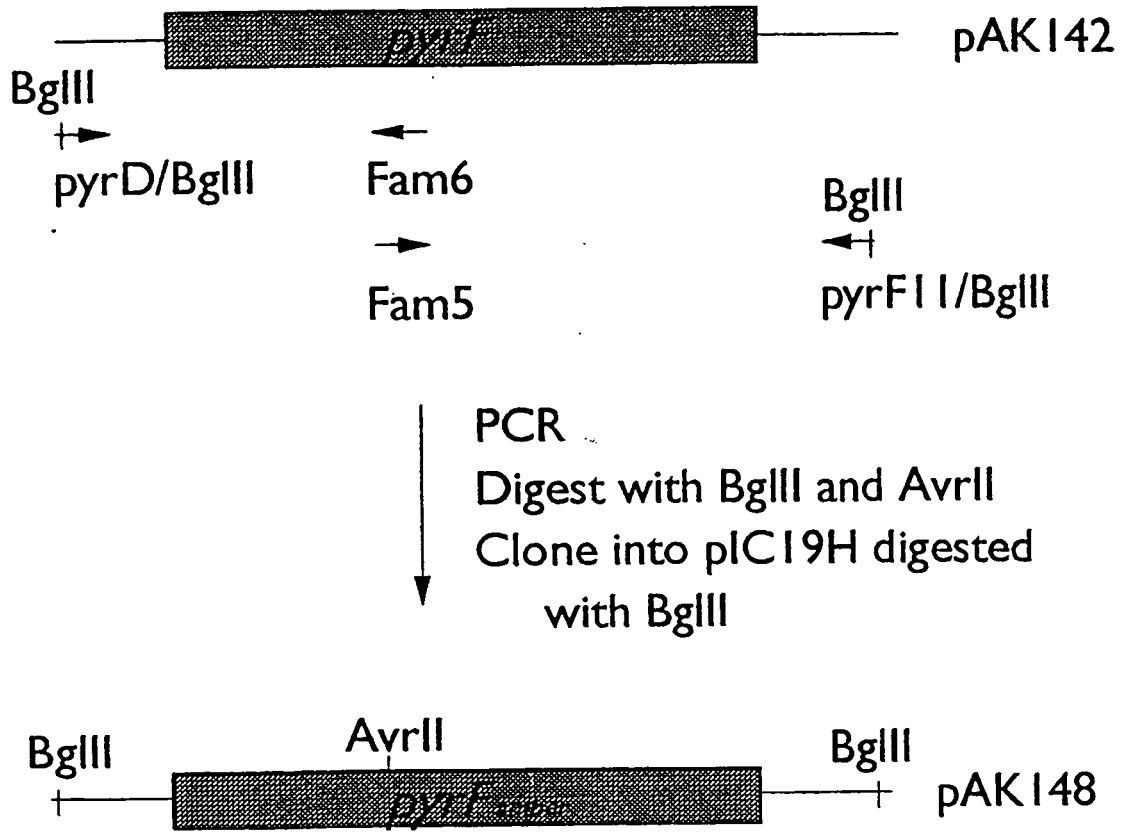 pyrF
pAK142
BglII
pyrD/BglII
Fam6
BglII
Fam5
pyrF11/BglII
PCR
Digest with BglII and AvrII
Clone into pIC19H digested
with BglII
BglII
AvrII
BglII
pyrF
pAK148